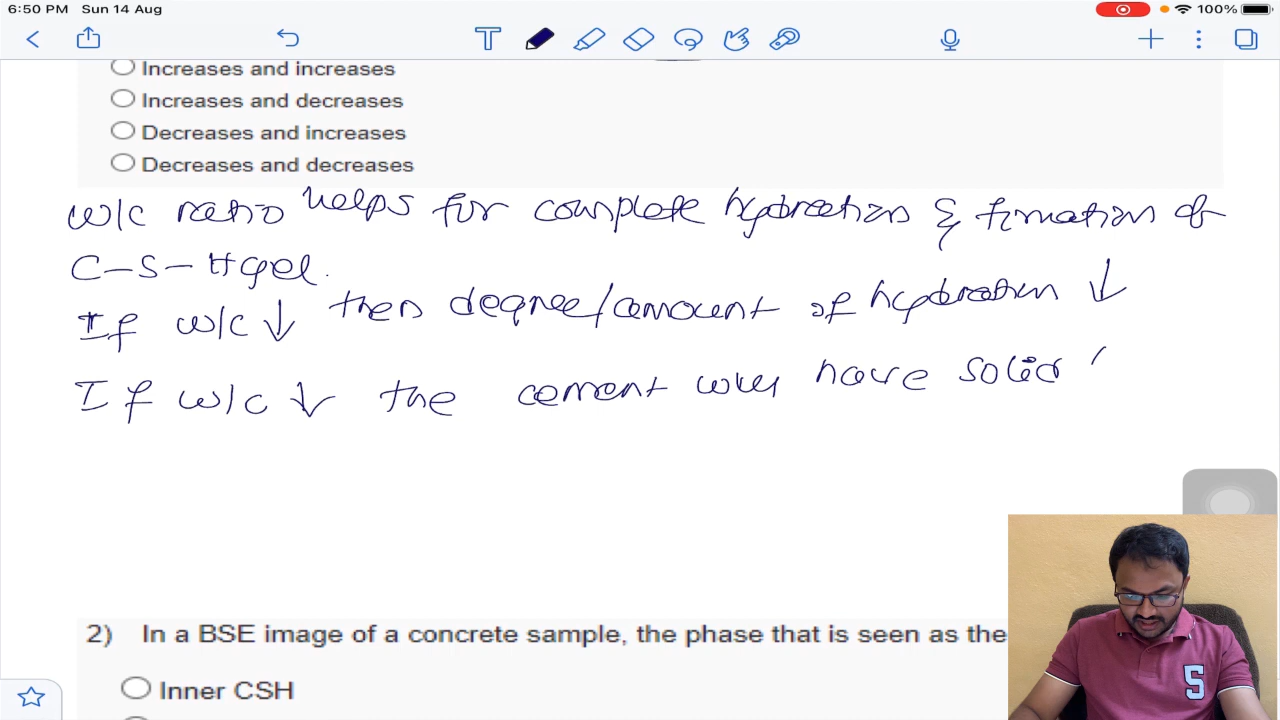 6:50 PM Sun 14 Aug
100%
Increases and increases
Increases and decreases
Decreases and increases
Decreases and decreases
w/c ratio helps for complete hydration & formation of
C-S-H gel.
If w/c ↓ then degree/amount of hydration ↓
If w/c ↓ the cement will have solid
2) In a BSE image of a concrete sample, the phase that is seen as the
Inner CSH
S